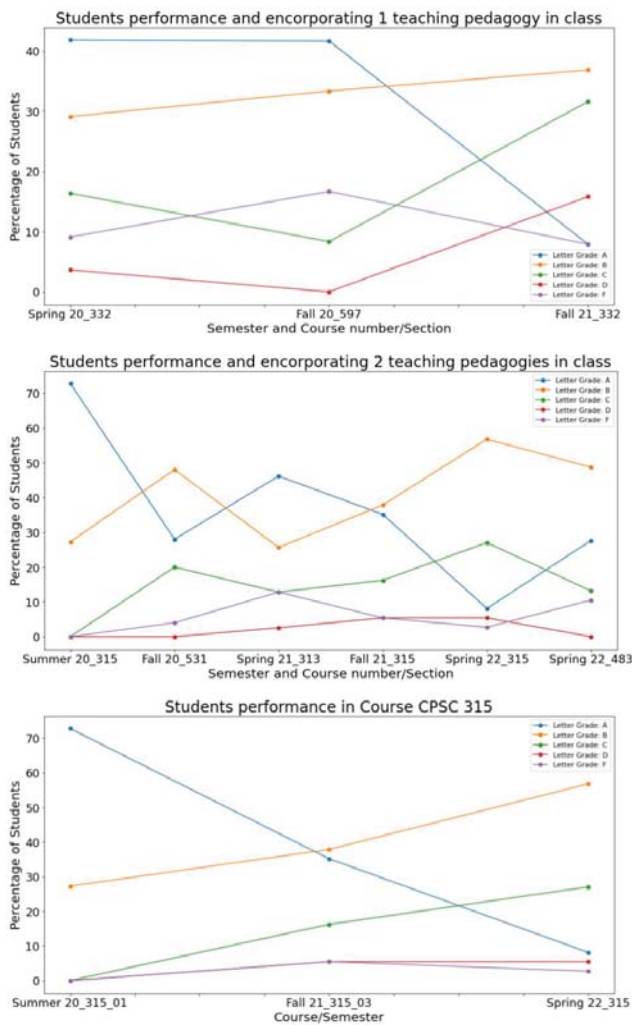 Students performance and encorporating 1 teaching pedagogy in class
40
30
20
10
0
Percentage of Students
Letter Grade: A
Letter Grade: B
Letter Grade: C
Letter Grade: D
Letter Grade: F
Spring 20_332 Fall 20_597 Fall 21_332
Semester and Course number/Section
Students performance and encorporating 2 teaching pedagogies in class
70
60
50
40
30
20
10
0
Percentage of Students
Letter Grade: A
Letter Grade: B
Letter Grade: C
Letter Grade: D
Letter Grade: F
Summer 20_315 Fall 20_531 Spring 21_313 Fall 21_315 Spring 22_315 Spring 22_483
Semester and Course number/Section
Students performance in Course CPSC 315
70
60
50
40
30
20
10
0
Percentage of Students
Letter Grade: A
Letter Grade: B
Letter Grade: C
Letter Grade: D
Letter Grade: F
Summer 20_315_01 Fall 21_315_03 Spring 22_315
Course/Semester